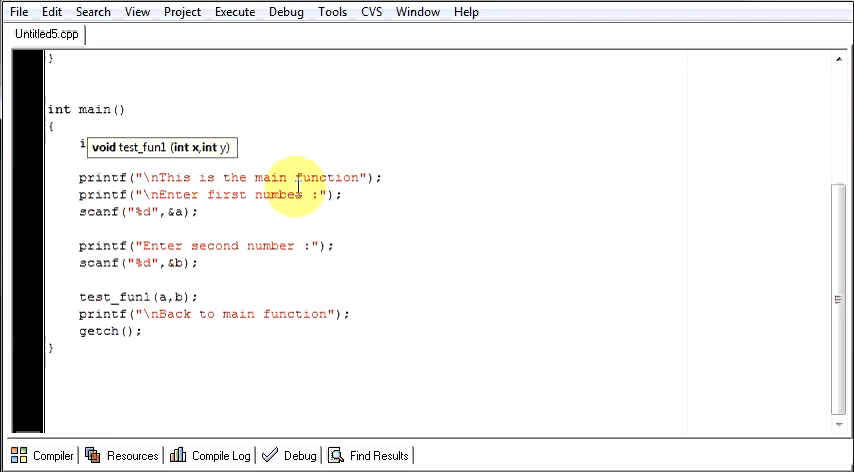 File Edit Search View Project Execute Debug Tools CVS Window Help
Untitled5.cpp
}
int main()
{
i
void test_fun1 (int x,int y)
printf("\nThis is the main function");
printf("\nEnter first number :");
scanf("%d",&a);
printf("Enter second number :");
scanf("%d",&b);
test_fun1(a,b);
printf("\nBack to main function");
getch();
}
Compiler Resources Compile Log Debug Find Results